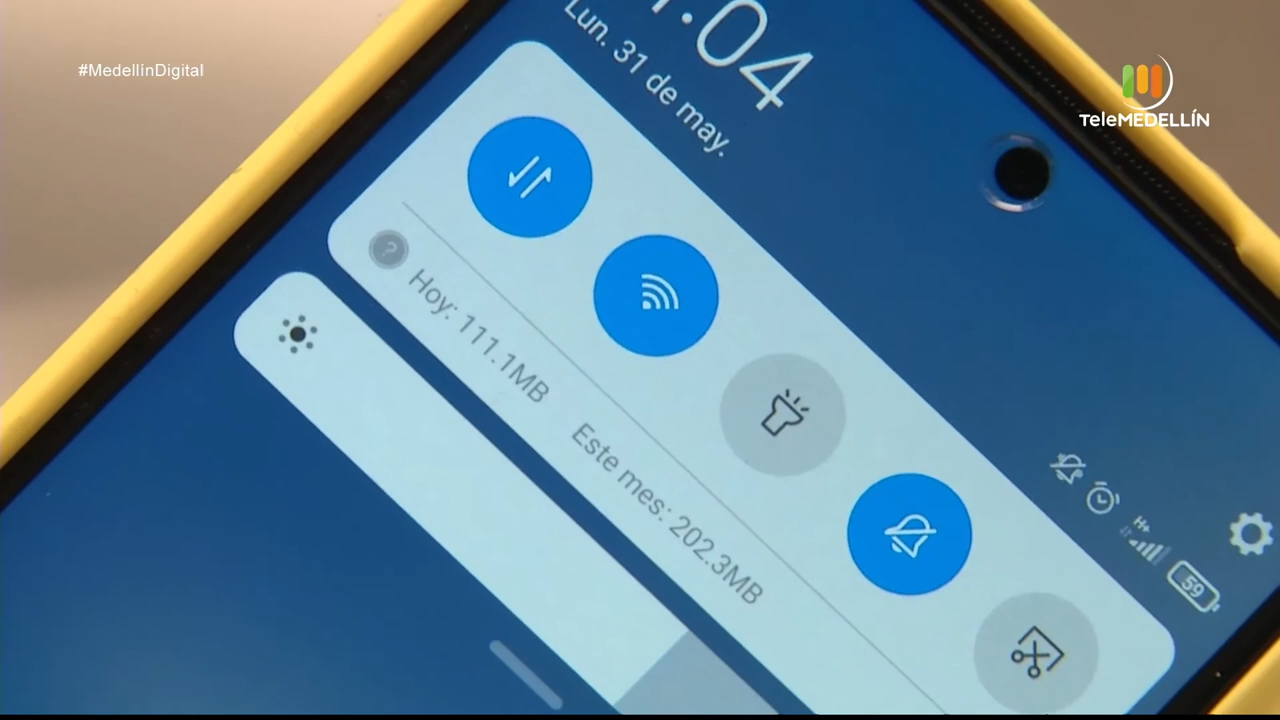 #MedellínDigital
TeleMEDELLÍN
:04
Lun. 31 de may.
?
Hoy: 111.1MB
Este mes: 202.3MB
H+
59